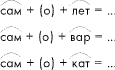 сам + (о) + лет = ...
сам + (о) + вар = ...
сам + (о) + кат = ...